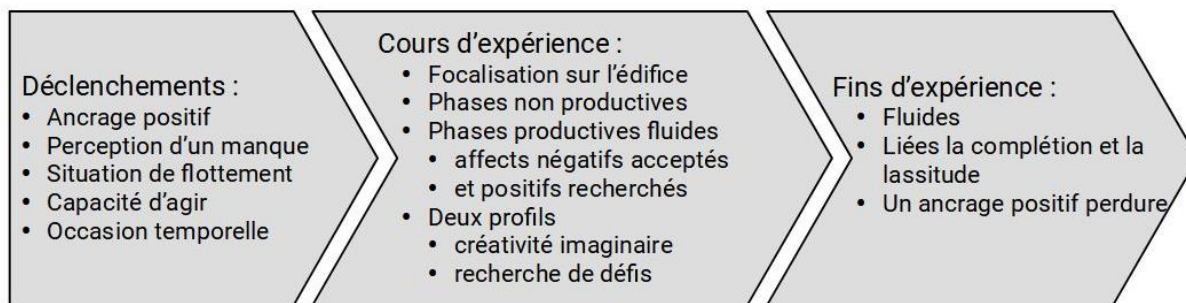 Déclenchements :
• Ancrage positif
• Perception d’un manque
• Situation de flottement
• Capacité d’agir
• Occasion temporelle
Cours d’expérience :
• Focalisation sur l’édifice
• Phases non productives
• Phases productives fluides
• affects négatifs acceptés
• et positifs recherchés
• Deux profils
• créativité imaginaire
• recherche de défis
Fins d’expérience :
• Fluides
• Liées la complétion et la
lassitude
• Un ancrage positif perdure